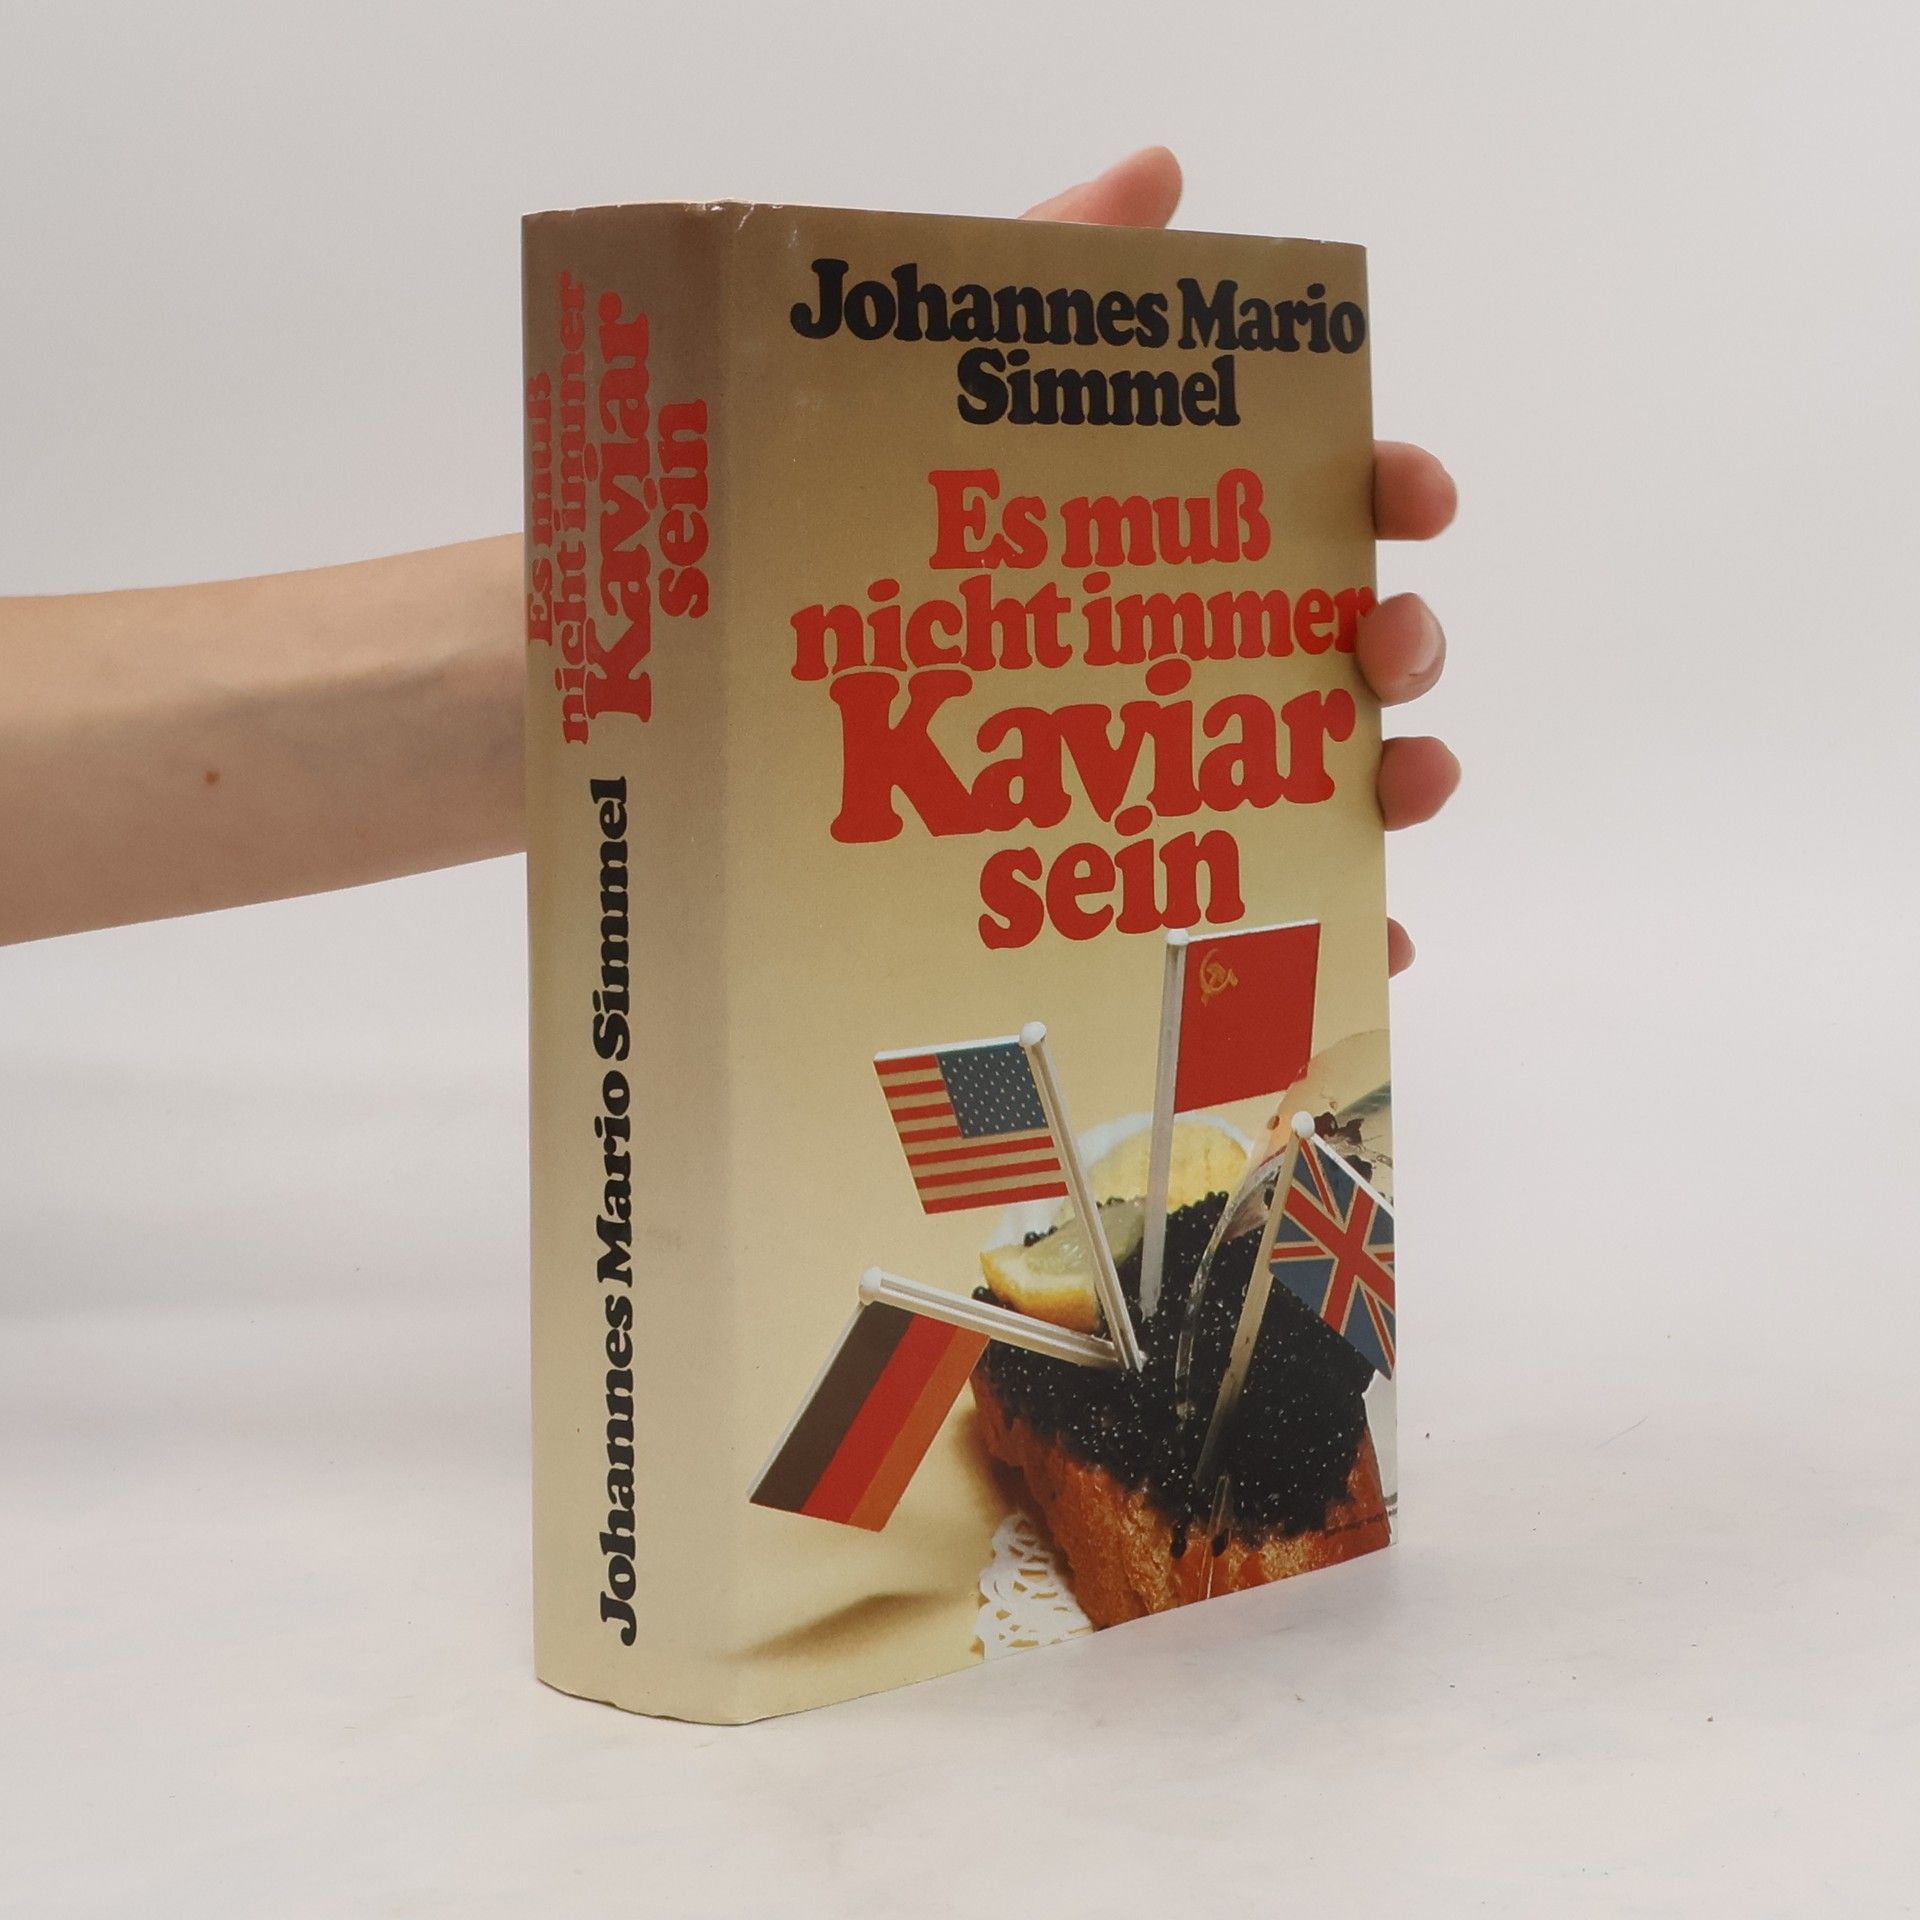 Es muß
nicht immer
Kaviar
sein
Johannes Mario Simmel
Johannes Mario
Simmel
Es muß
nicht immer
Kaviar
sein